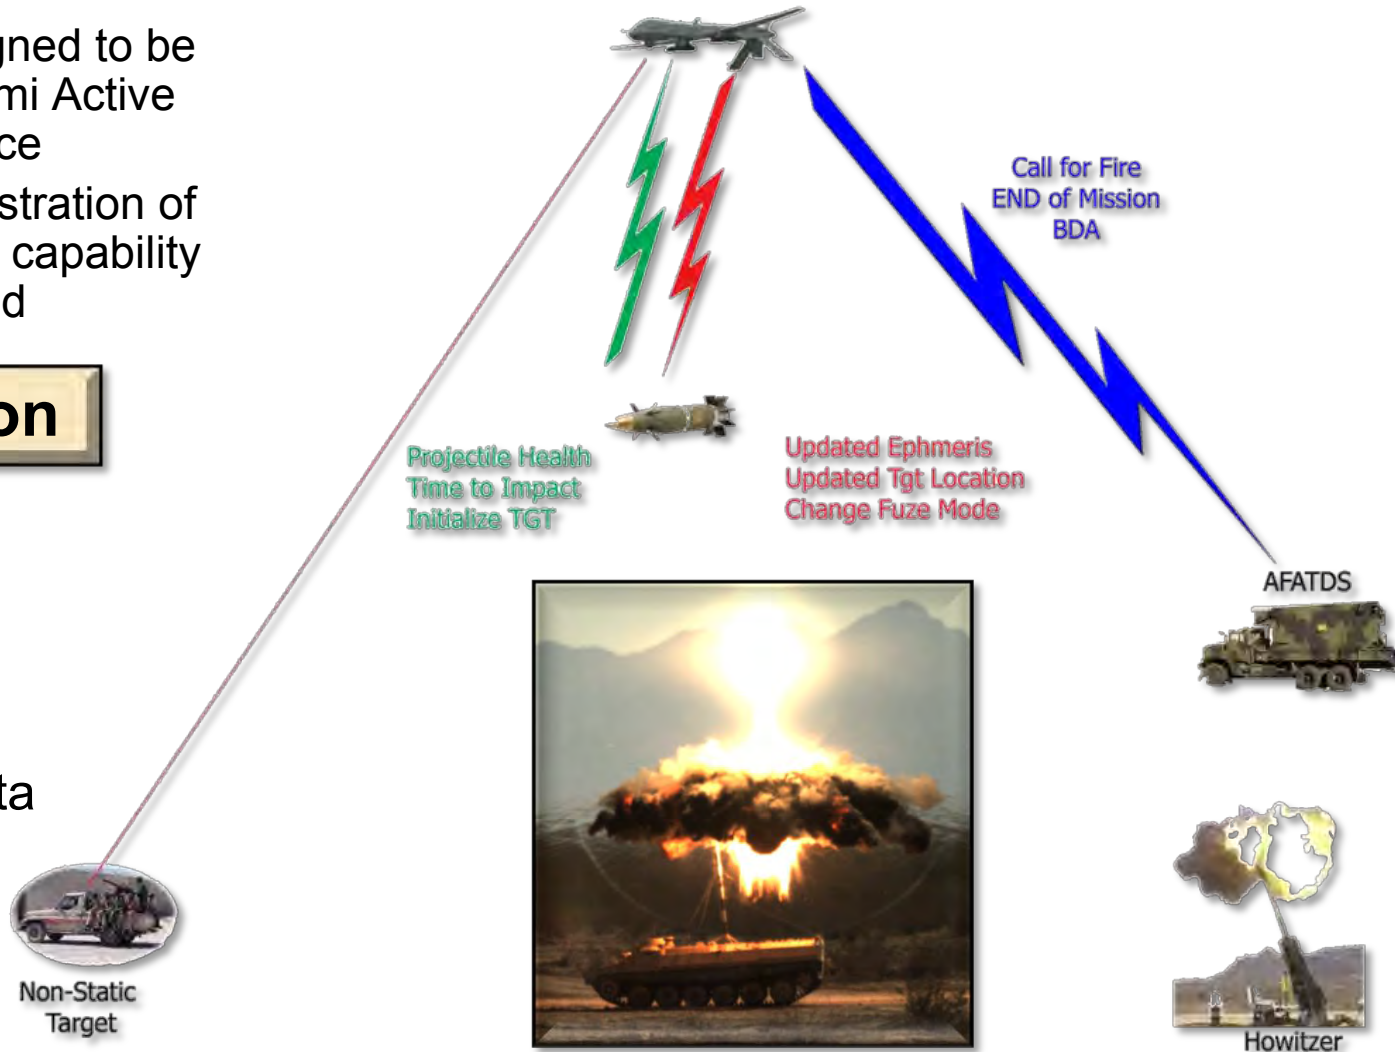 gned to be
mi Active
ce
stration of
capability
d
on
ta
Call for Fire
END of Mission
BDA
Projectile Health
Time to Impact
Initialize TGT
Updated Ephmeris
Updated Tgt Location
Change Fuze Mode
AFATDS
Non-Static
Target
Howitzer